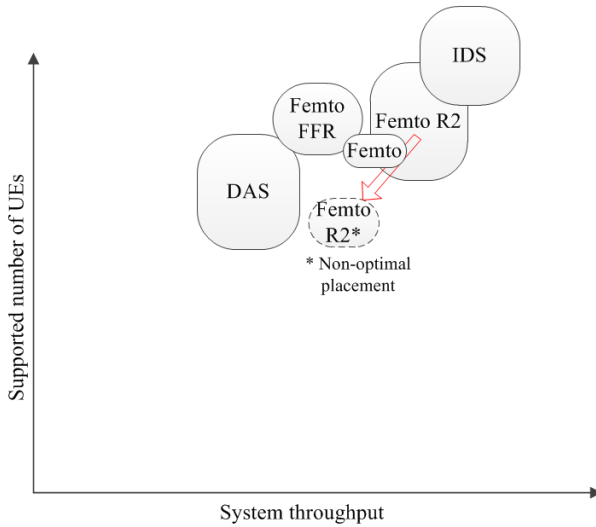 IDS
Femto
FFR
Femto R2
Femto
DAS
Femto
R2*
* Non-optimal
placement
Supported number of UEs
System throughput